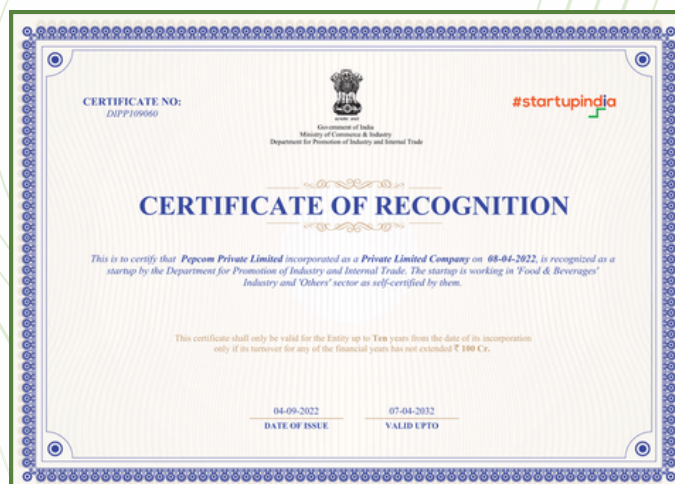 CERTIFICATE NO:
DIPP109060
#startupindia
सत्यमेव जयते
Government of India
Ministry of Commerce & Industry
Department for Promotion of Industry and Internal Trade
CERTIFICATE OF RECOGNITION
This is to certify that Pepcom Private Limited incorporated as a Private Limited Company on 08-04-2022, is recognized as a
startup by the Department for Promotion of Industry and Internal Trade. The startup is working in 'Food & Beverages'
Industry and 'Others' sector as self-certified by them.
This certificate shall only be valid for the Entity up to Ten years from the date of its incorporation
only if its turnover for any of the financial years has not extended ₹ 100 Cr.
04-09-2022
DATE OF ISSUE
07-04-2032
VALID UPTO